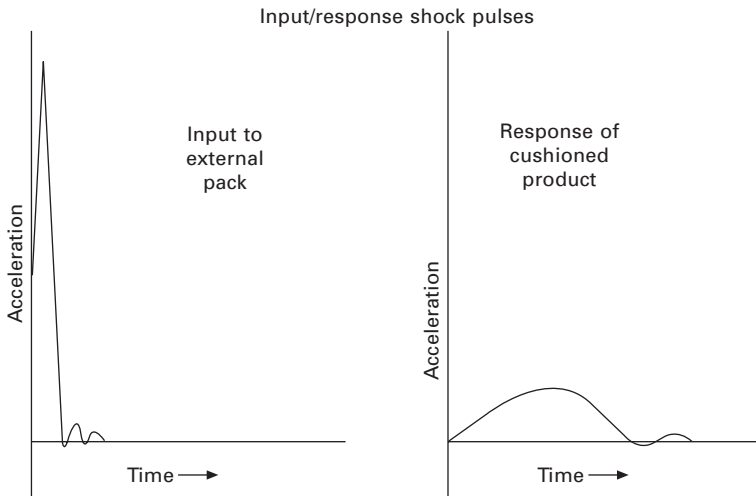 Input/response shock pulses
Input to
external
pack
Acceleration
Time
Response of
cushioned
product
Acceleration
Time